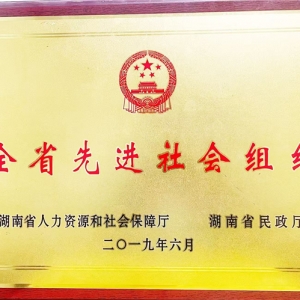 全省先进社会组织
湖南省人力资源和社会保障厅 湖南省民政厅
二〇一九年六月